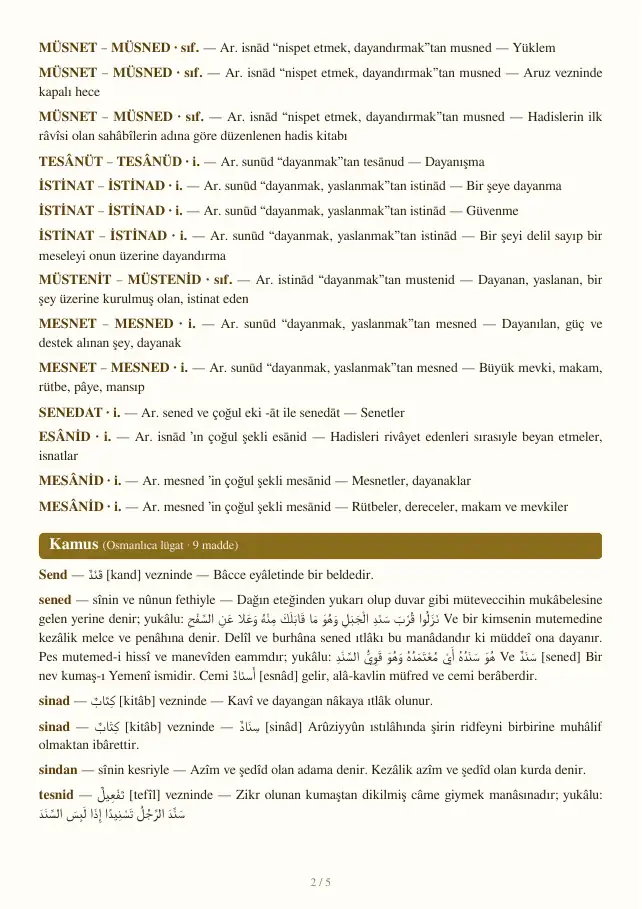 MÜSNET – MÜSNED · sıf. — Ar. isnād “nispet etmek, dayandırmak”tan musned — Yüklem
MÜSNET – MÜSNED · sıf. — Ar. isnād “nispet etmek, dayandırmak”tan musned — Aruz vezninde
kapalı hece
MÜSNET – MÜSNED · sıf. — Ar. isnād “nispet etmek, dayandırmak”tan musned — Hadislerin ilk
râvîsi olan sahâbîlerin adına göre düzenlenen hadis kitabı
TESÂNÜT – TESÂNÜD · i. — Ar. sunūd “dayanmak”tan tesānud — Dayanışma
İSTİNAT – İSTİNAD · i. — Ar. sunūd “dayanmak, yaslanmak”tan istinād — Bir şeye dayanma
İSTİNAT – İSTİNAD · i. — Ar. sunūd “dayanmak, yaslanmak”tan istinād — Güvenme
İSTİNAT – İSTİNAD · i. — Ar. sunūd “dayanmak, yaslanmak”tan istinād — Bir şeyi delil sayıp bir
meseleyi onun üzerine dayandırma
MÜSTENİT – MÜSTENİD · sıf. — Ar. istinād “dayanmak”tan mustenid — Dayanan, yaslanan, bir
şey üzerine kurulmuş olan, istinat eden
MESNET – MESNED · i. — Ar. sunūd “dayanmak, yaslanmak”tan mesned — Dayanılan, güç ve
destek alınan şey, dayanak
MESNET – MESNED · i. — Ar. sunūd “dayanmak, yaslanmak”tan mesned — Büyük mevki, makam,
rütbe, pâye, mansıp
SENEDAT · i. — Ar. sened ve çoğul eki -āt ile senedāt — Senetler
ESÂNİD · i. — Ar. isnād ’ın çoğul şekli esānid — Hadisleri rivâyet edenleri sırasıyle beyan etmeler,
isnatlar
MESÂNİD · i. — Ar. mesned ’in çoğul şekli mesānid — Mesnetler, dayanaklar
MESÂNİD · i. — Ar. mesned ’in çoğul şekli mesānid — Rütbeler, dereceler, makam ve mevkiler
Kamus (Osmanlıca lügat · 9 madde)
Send — قَنْدٌ [kand] vezninde — Bâcce eyâletinde bir beldedir.
sened — sînin ve nûnun fethiyle — Dağın eteğinden yukarı olup duvar gibi müteveccihin mukâbelesine
gelen yerine denir; yukâlu: نَزَلُوا قُرْبَ سَنَدِ الْجَبَلِ وَهُوَ مَا قَابَلَكَ مِنْهُ وَعَلَا عَنِ السَّفْحِ Ve bir kimsenin mutemedine
kezâlik melce ve penâhına denir. Delîl ve burhâna sened ıtlâkı bu manâdandır ki müddeî ona dayanır.
Pes mutemed-i hissî ve manevîden eammdır; yukâlu: هُوَ سَنَدُهُ أَيْ مُعْتَمَدُهُ وَهُوَ قَوِيُّ السَّنَدِ Ve سَنَدٌ [sened] Bir
nev kumaş-ı Yemenî ismidir. Cemi أَسْنَادٌ [esnâd] gelir, alâ-kavlin müfred ve cemi berâberdir.
sinad — كِتَابٌ [kitâb] vezninde — Kavî ve dayangan nâkaya ıtlak olunur.
sinad — كِتَابٌ [kitâb] vezninde — سِنَادٌ [sinâd] Arûziyyûn ıstılâhında şirin ridfeyni birbirine muhâlif
olmaktan ibârettir.
sindan — sînin kesriyle — Azîm ve şedîd olan adama denir. Kezâlik azîm ve şedîd olan kurda denir.
tesnid — تَفْعِيلٌ [tefîl] vezninde — Zikr olunan kumaştan dikilmiş câme giymek manâsınadır; yukâlu:
سَنَّدَ الرَّجُلُ تَسْنِيدًا إِذَا لَبِسَ السَّنَدَ
2 / 5